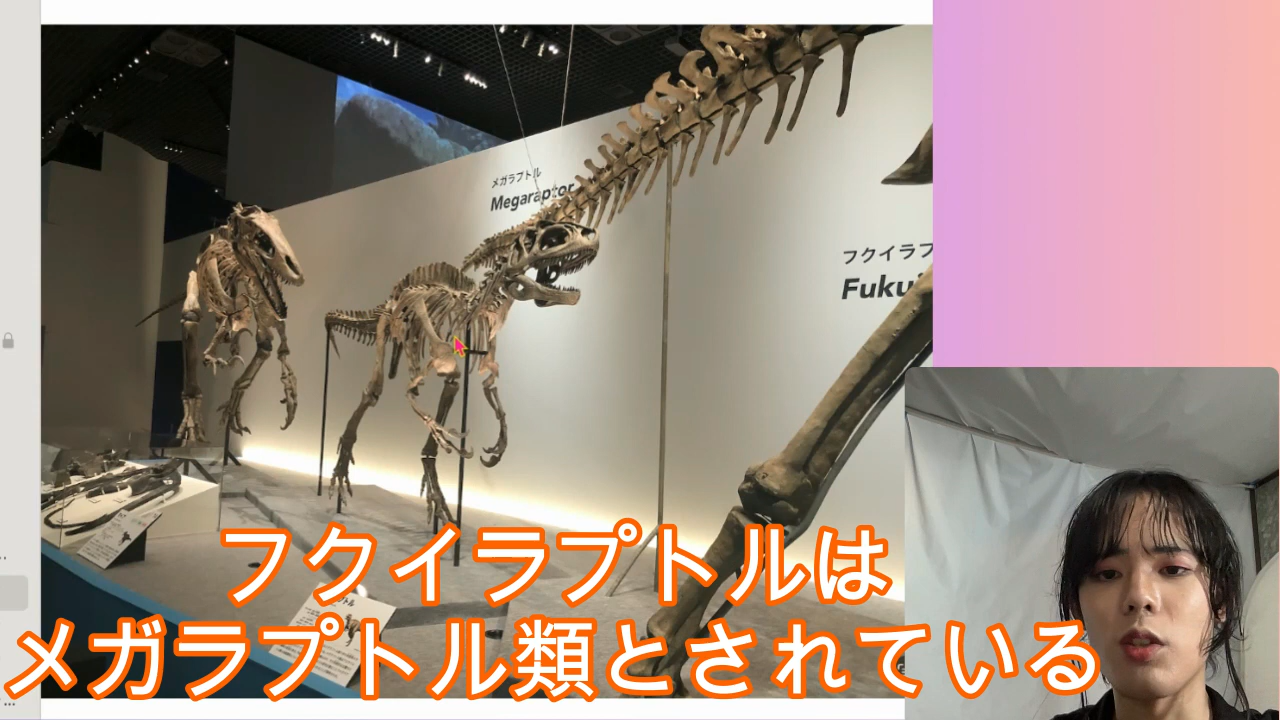 メガラプトル
Megaraptor
フクイラプ
Fuku
フクイラプトルは
メガラプトル類とされている